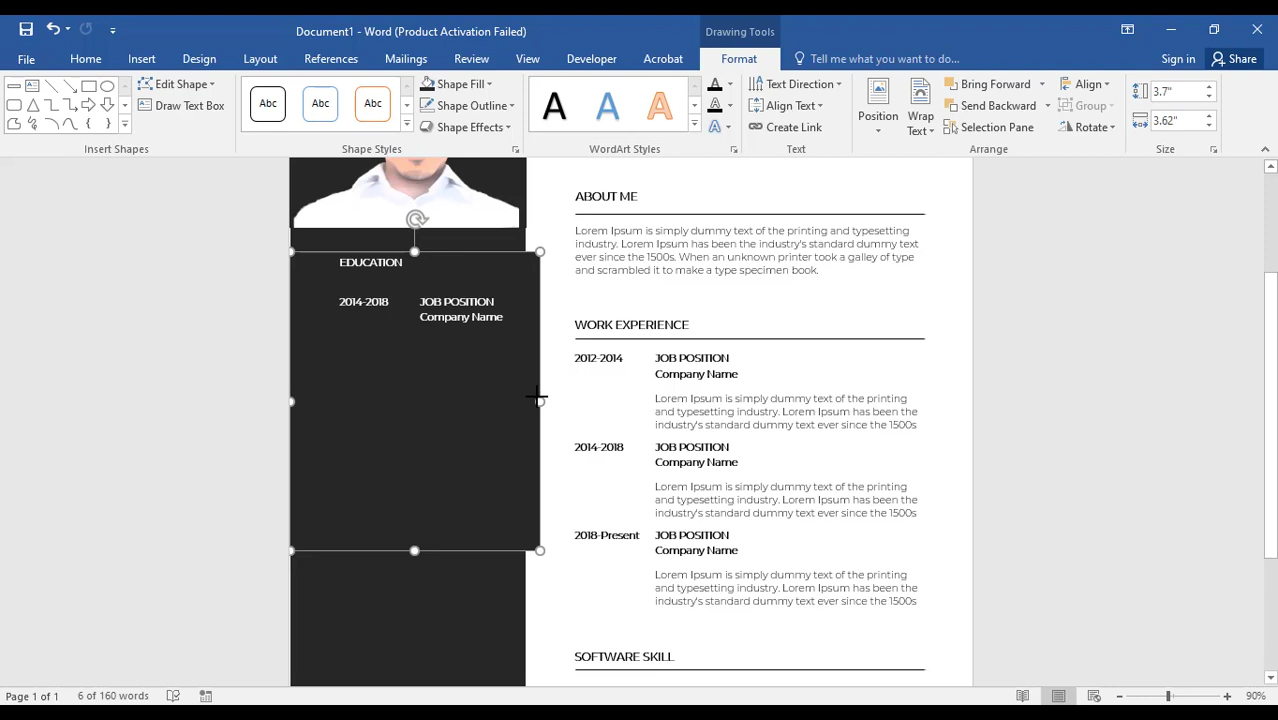 Document1 - Word (Product Activation Failed)
Drawing Tools
File Home Insert Design Layout References Mailings Review View Developer Acrobat Format Tell me what you want to do... Sign in Share
Edit Shape
Draw Text Box
Insert Shapes
Abc Abc Abc
Shape Fill
Shape Outline
Shape Effects
Shape Styles
A A A
WordArt Styles
Text Direction
Align Text
Create Link
Text
Position
Wrap
Text
Bring Forward
Send Backward
Selection Pane
Align
Group
Rotate
Arrange
3.7"
3.62"
Size
EDUCATION
2014-2018 JOB POSITION
Company Name
ABOUT ME
Lorem Ipsum is simply dummy text of the printing and typesetting
industry. Lorem Ipsum has been the industry's standard dummy text
ever since the 1500s. When an unknown printer took a galley of type
and scrambled it to make a type specimen book.
WORK EXPERIENCE
2012-2014 JOB POSITION
Company Name
Lorem Ipsum is simply dummy text of the printing
and typesetting industry. Lorem Ipsum has been the
industry's standard dummy text ever since the 1500s
2014-2018 JOB POSITION
Company Name
Lorem Ipsum is simply dummy text of the printing
and typesetting industry. Lorem Ipsum has been the
industry's standard dummy text ever since the 1500s
2018-Present JOB POSITION
Company Name
Lorem Ipsum is simply dummy text of the printing
and typesetting industry. Lorem Ipsum has been the
industry's standard dummy text ever since the 1500s
SOFTWARE SKILL
Page 1 of 1 6 of 160 words 90%